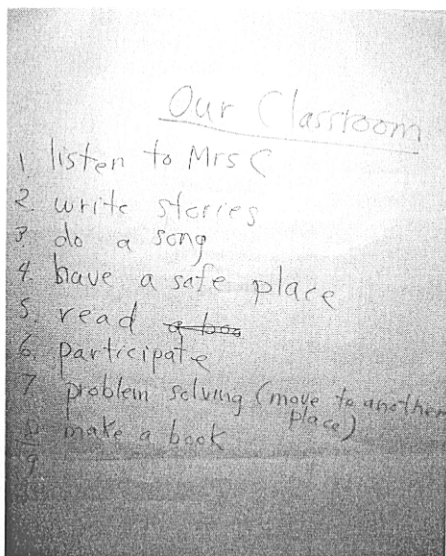 Our Classroom
1. listen to Mrs C
2. write stories
3. do a song
4. have a safe place
5. read a boo
6. participate
7 problem solving (move to another
place)
8 make a book
9